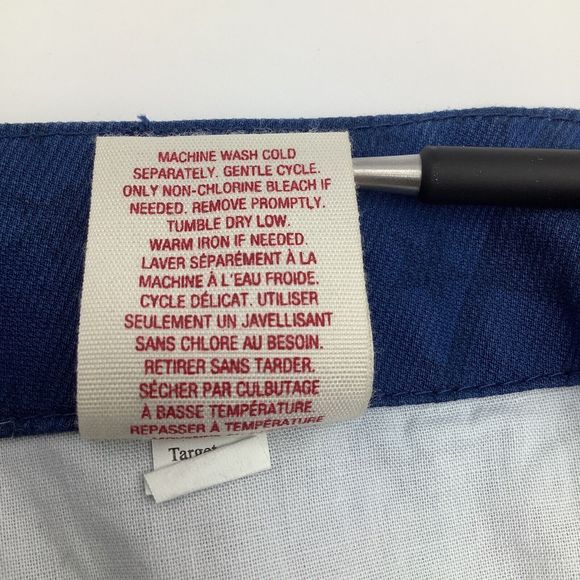 MACHINE WASH COLD
SEPARATELY. GENTLE CYCLE.
ONLY NON-CHLORINE BLEACH IF
NEEDED. REMOVE PROMPTLY.
TUMBLE DRY LOW.
WARM IRON IF NEEDED.
LAVER SÉPARÉMENT À LA
MACHINE À L'EAU FROIDE.
CYCLE DÉLICAT. UTILISER
SEULEMENT UN JAVELLISANT
SANS CHLORE AU BESOIN.
RETIRER SANS TARDER.
SÉCHER PAR CULBUTAGE
À BASSE TEMPÉRATURE.
REPASSER À TEMPÉRATURE
Target